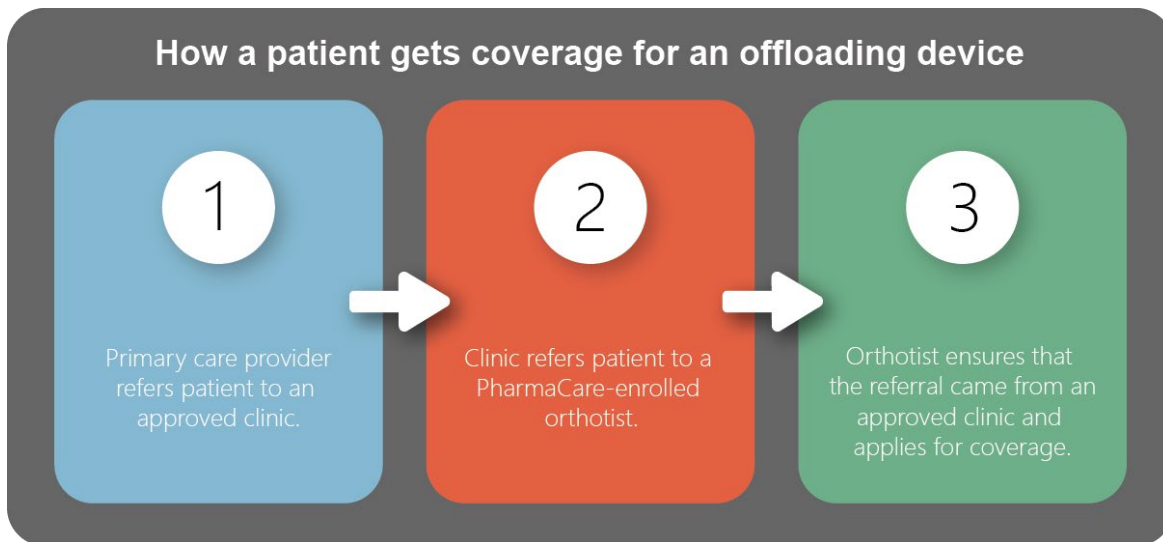 How a patient gets coverage for an offloading device
1
Primary care provider
refers patient to an
approved clinic.
2
Clinic refers patient to a
PharmaCare-enrolled
orthotist.
3
Orthotist ensures that
the referral came from an
approved clinic and
applies for coverage.